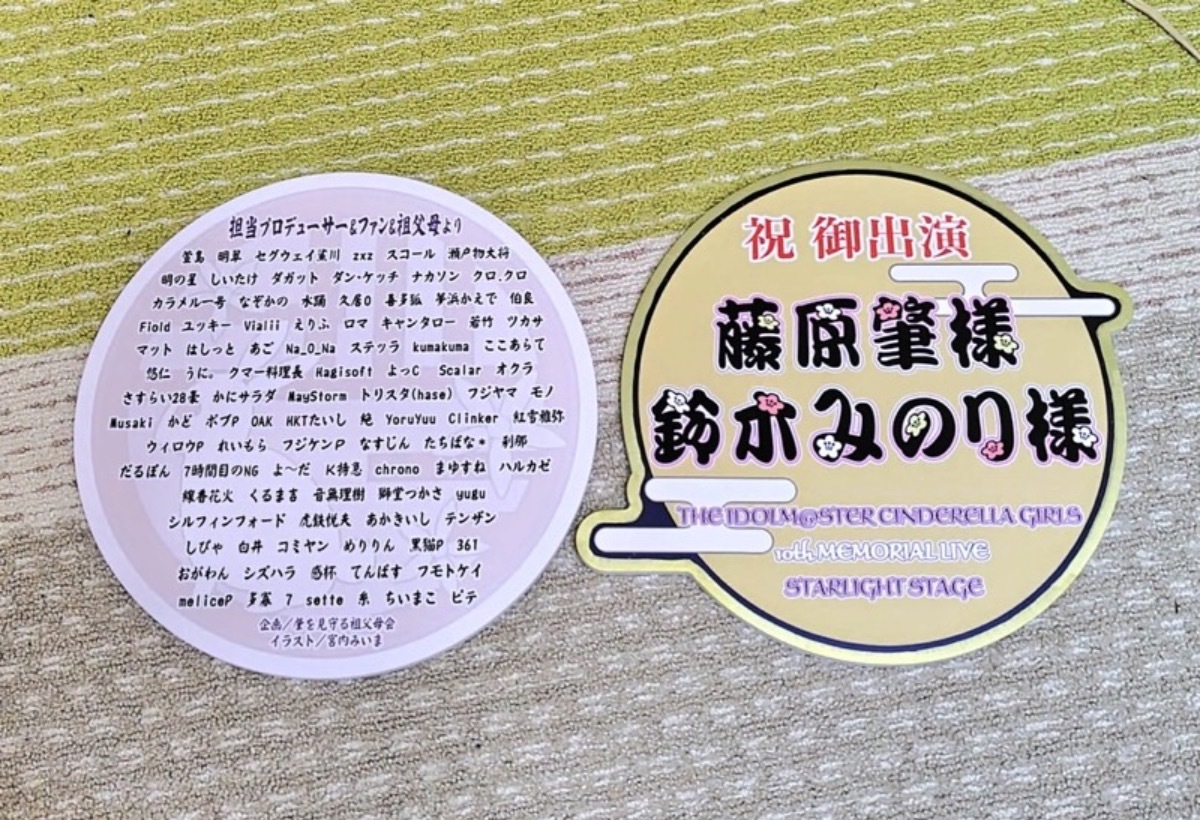 担当プロデューサー&ファン&祖父母より
萱島 明草 セグウェイ鯊川 zxz スコール 瀬戸物大将
明の星 しいたけ ダガット ダン・ケッチ ナカソン クロ.クロ
カラメル一号 なぞかの 水踊 久居O 喜多狐 夢浜かえで 伯良
Fiold ユッキー Vialii えりふ ロマ キャンタロー 若竹 ツカサ
マット はしっと あご Na_O_Na ステッラ kumakuma ここあらて
悠仁 うに。 クマー料理長 Hagisoft よっC Scalar オクラ
さすらい28豪 かにサラダ MayStorm トリスタ(hase) フジヤマ モノ
Musaki かど ボブP OAK HKTたいし 絶 YoruYuu Clinker 紅雪雅弥
ウィロウP れいもら フジケンP なすじん たちばな* 刹那
だるぽん 7時間目のNG よ～だ K特急 chrono まゆすね ハルカゼ
線香花火 くるま吉 音無理樹 獅堂つかさ yugu
シルフィンフォード 虎鉄悦夫 あかきいし テンザン
しびや 白井 コミヤン めりりん 黒猫P 361
おがわん シズハラ 惑杯 てんぱす フモトケイ
meliceP 多寡 7 sette 糸 ちいまこ ピテ
企画/肇を見守る祖父母会
イラスト/宮内みいま
祝 御出演
藤原肇様
鈴木みのり様
THE IDOLM@STER CINDERELLA GIRLS
10th MEMORIAL LIVE
STARLIGHT STAGE